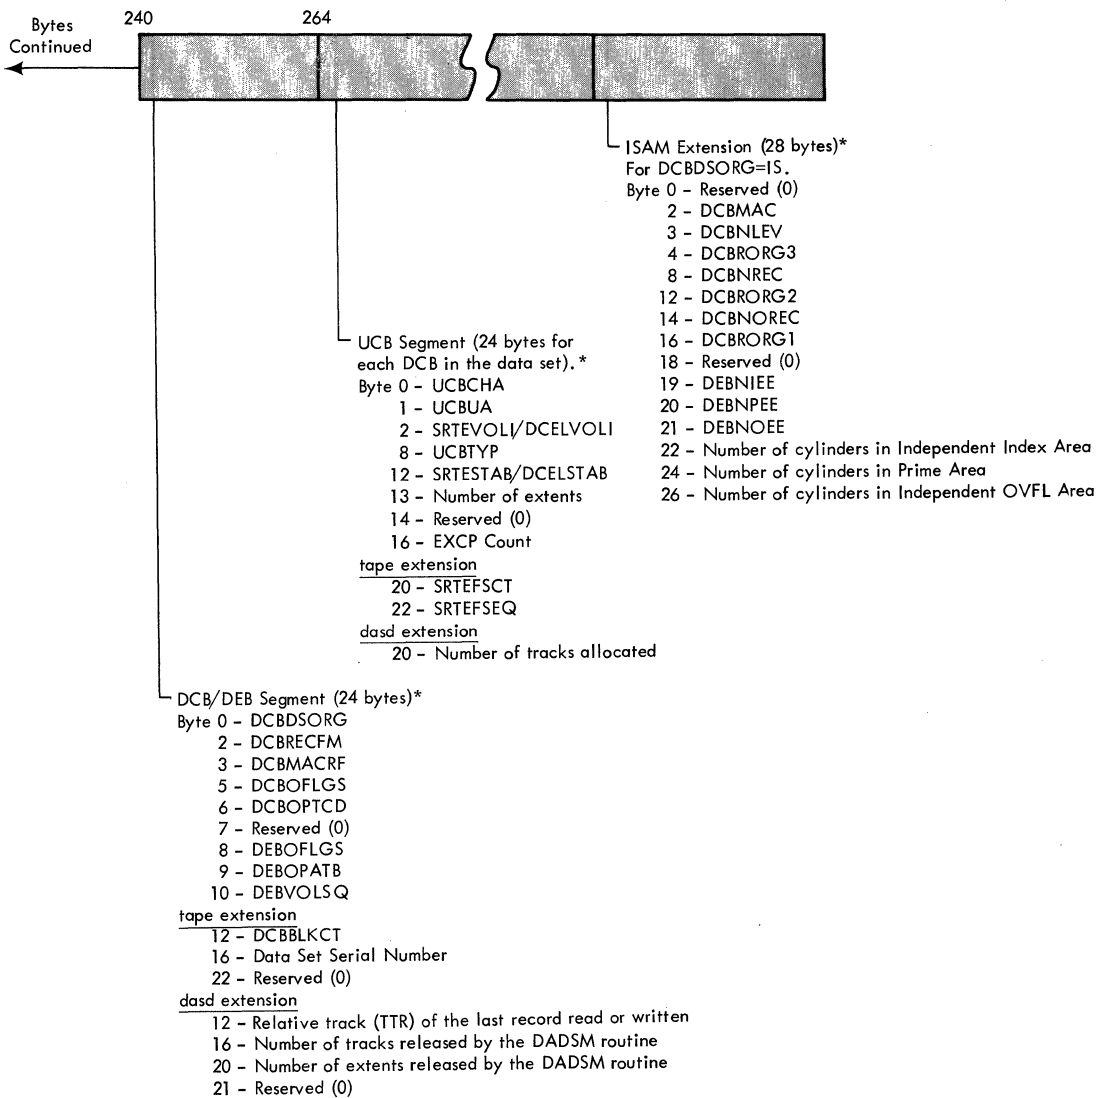 Bytes
Continued
240
264
ISAM Extension (28 bytes)*
For DCBDSORG=IS.
Byte 0 - Reserved (0)
2 - DCBMAC
3 - DCBNLEV
4 - DCBRORG3
8 - DCBNREC
12 - DCBRORG2
14 - DCBNOREC
16 - DCBRORG1
18 - Reserved (0)
19 - DEBNIEE
20 - DEBNPEE
21 - DEBNOEE
22 - Number of cylinders in Independent Index Area
24 - Number of cylinders in Prime Area
26 - Number of cylinders in Independent OVFL Area
UCB Segment (24 bytes for
each DCB in the data set).*
Byte 0 - UCBCHA
1 - UCBUA
2 - SRTEVOLI/DCELVOLI
8 - UCBTYP
12 - SRTESTAB/DCELSTAB
13 - Number of extents
14 - Reserved (0)
16 - EXCP Count
tape extension
20 - SRTEFSCT
22 - SRTEFSEQ
dasd extension
20 - Number of tracks allocated
DCB/DEB Segment (24 bytes)*
Byte 0 - DCBDSORG
2 - DCBRECFM
3 - DCBMACRF
5 - DCBOFLGS
6 - DCBOPTCD
7 - Reserved (0)
8 - DEBOFLGS
9 - DEBOPATB
10 - DEBVOLSQ
tape extension
12 - DCBBLKCT
16 - Data Set Serial Number
22 - Reserved (0)
dasd extension
12 - Relative track (TTR) of the last record read or written
16 - Number of tracks released by the DADSM routine
20 - Number of extents released by the DADSM routine
21 - Reserved (0)